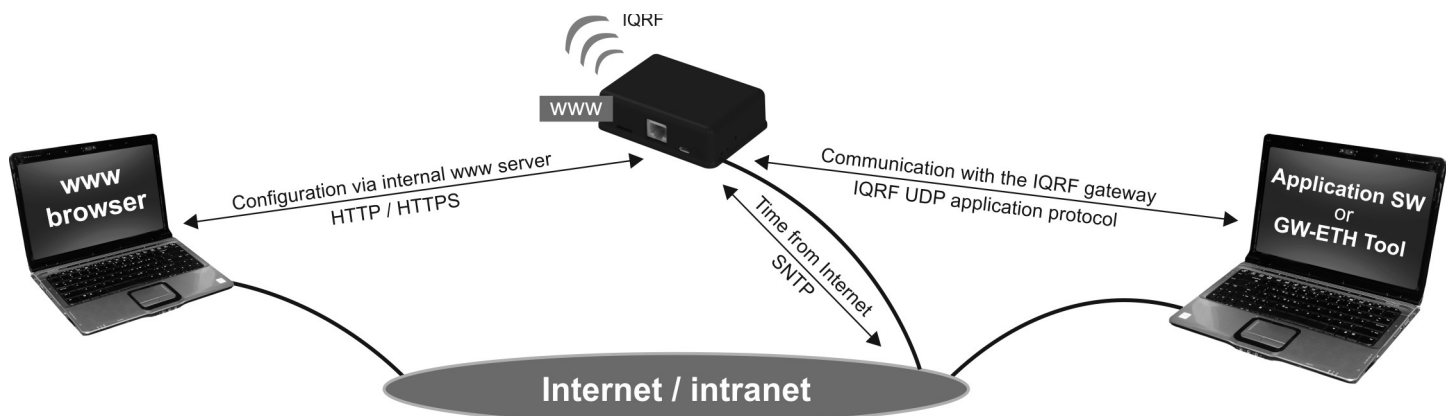 IQRF
www
www
browser
Configuration via internal www server
HTTP / HTTPS
Communication with the IQRF gateway
IQRF UDP application protocol
Time from Internet
SNTP
Application SW
or
GW-ETH Tool
Internet / intranet